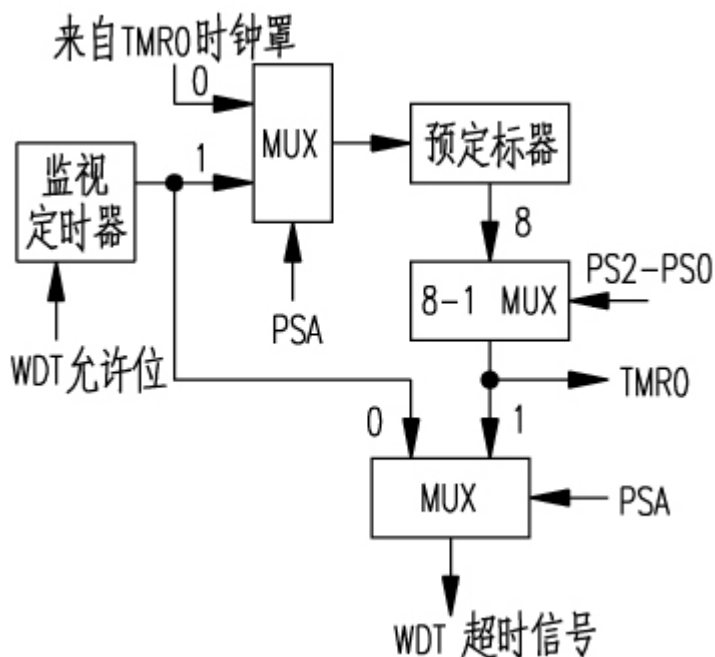 来自TMR0时钟罩
0
MUX
预定标器
监视
定时器
1
8
PS2-PS0
8-1 MUX
PSA
WDT允许位
TMR0
0
1
MUX
PSA
WDT 超时信号